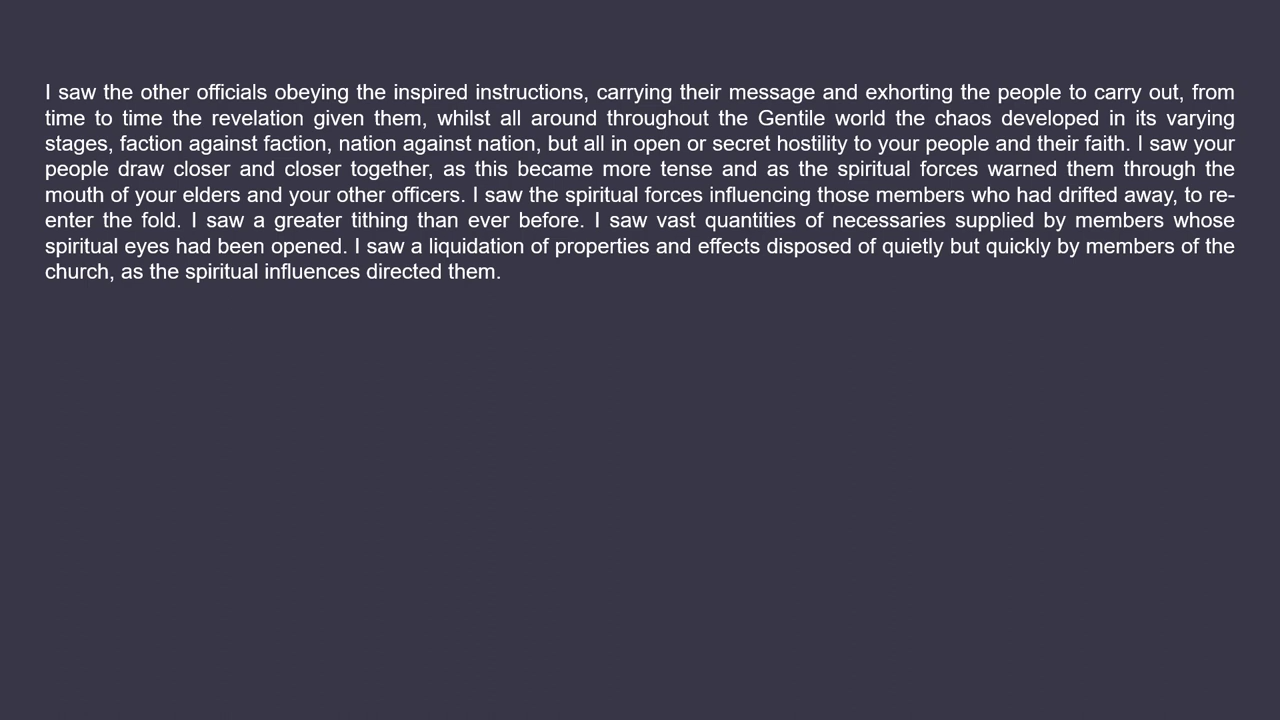 I saw the other officials obeying the inspired instructions, carrying their message and exhorting the people to carry out, from
time to time the revelation given them, whilst all around throughout the Gentile world the chaos developed in its varying
stages, faction against faction, nation against nation, but all in open or secret hostility to your people and their faith. I saw your
people draw closer and closer together, as this became more tense and as the spiritual forces warned them through the
mouth of your elders and your other officers. I saw the spiritual forces influencing those members who had drifted away, to re-
enter the fold. I saw a greater tithing than ever before. I saw vast quantities of necessaries supplied by members whose
spiritual eyes had been opened. I saw a liquidation of properties and effects disposed of quietly but quickly by members of the
church, as the spiritual influences directed them.